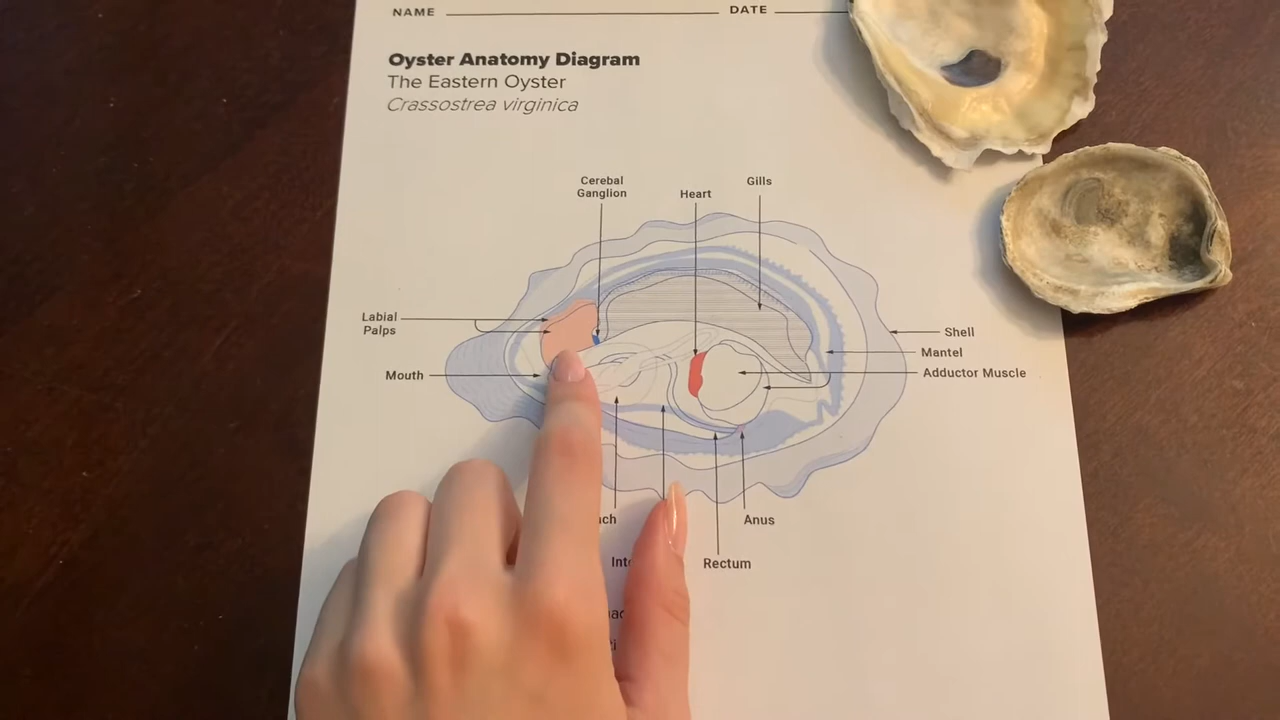 NAME DATE
Oyster Anatomy Diagram
The Eastern Oyster
Crassostrea virginica
Cerebal
Ganglion
Heart
Gills
Labial
Palps
Mouth
Shell
Mantel
Adductor Muscle
Anus
Rectum